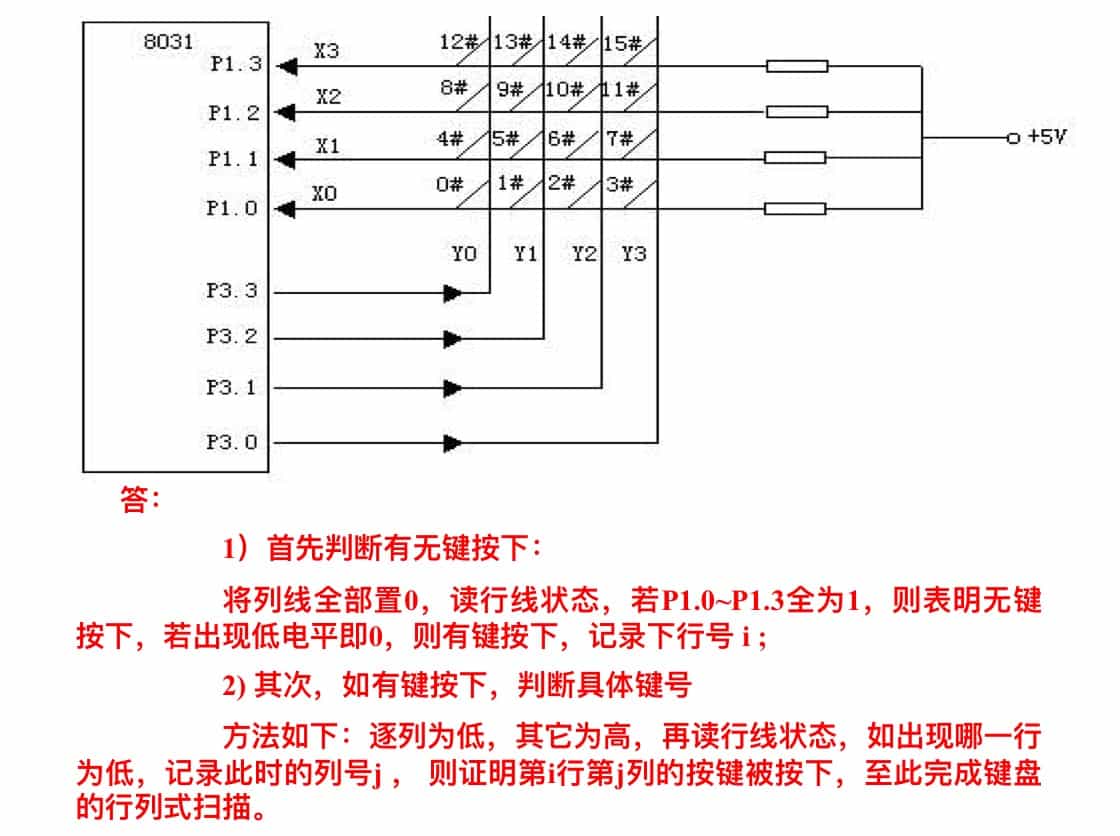 8031
12# 13# 14# 15#
P1.3 X3
8# 9# 10# 11#
P1.2 X2
4# 5# 6# 7#
P1.1 X1
+5V
0# 1# 2# 3#
P1.0 X0
Y0 Y1 Y2 Y3
P3.3
P3.2
P3.1
P3.0
答：
1）首先判断有无键按下：
将列线全部置0，读行线状态，若P1.0~P1.3全为1，则表明无键
按下，若出现低电平即0，则有键按下，记录下行号 i ;
2) 其次，如有键按下，判断具体键号
方法如下：逐列为低，其它为高，再读行线状态，如出现哪一行
为低，记录此时的列号j ， 则证明第i行第j列的按键被按下，至此完成键盘
的行列式扫描。